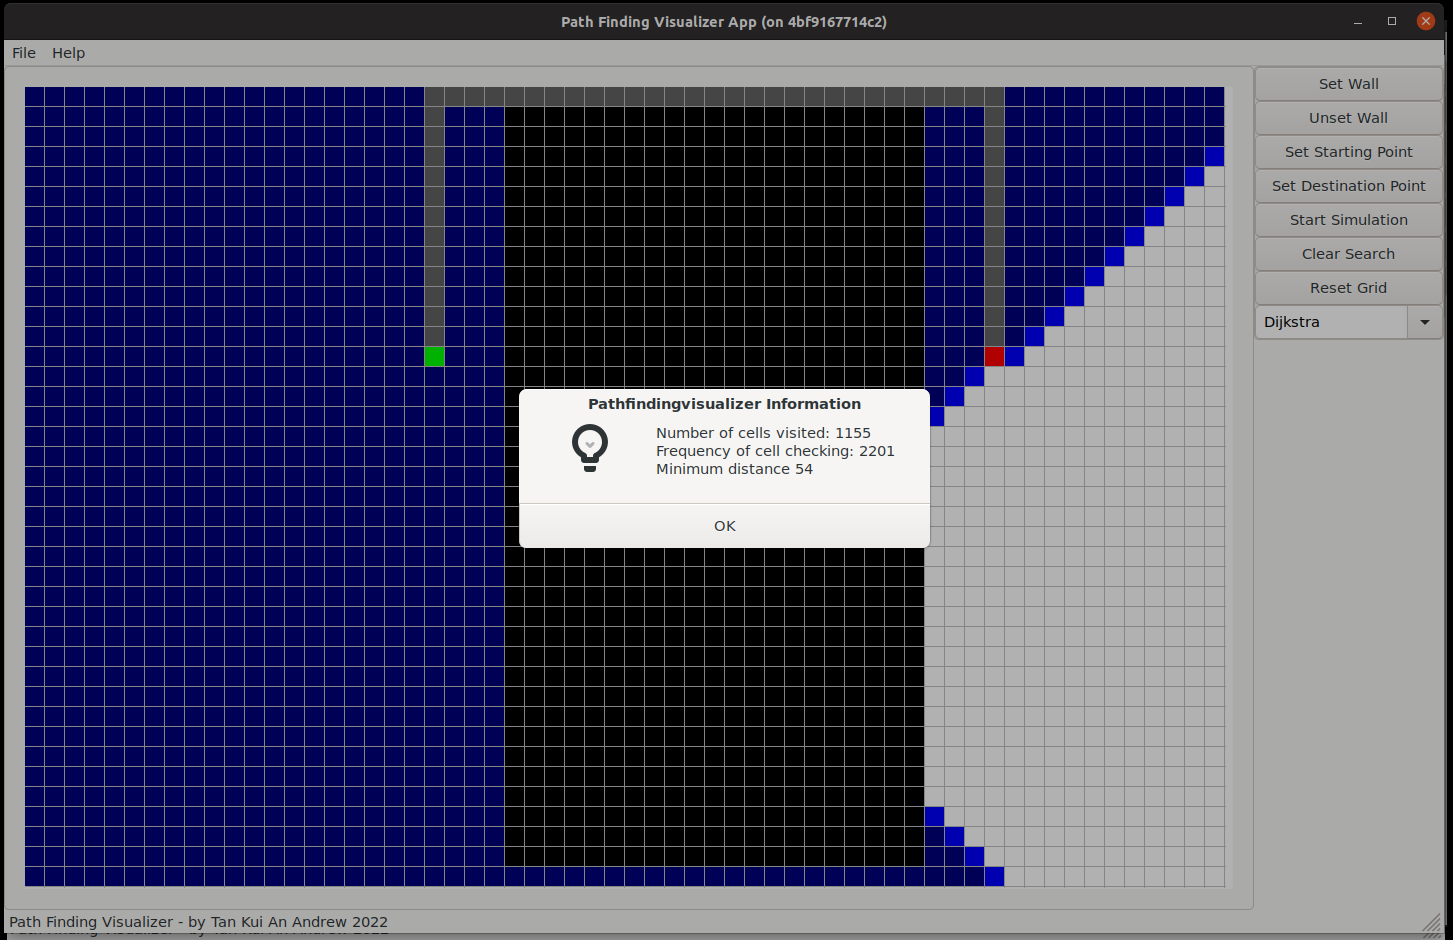 Path Finding Visualizer App (on 4bf9167714c2)
File Help
Set Wall
Unset Wall
Set Starting Point
Set Destination Point
Start Simulation
Clear Search
Reset Grid
Dijkstra
Pathfindingvisualizer Information
Number of cells visited: 1155
Frequency of cell checking: 2201
Minimum distance 54
OK
Path Finding Visualizer - by Tan Kui An Andrew 2022